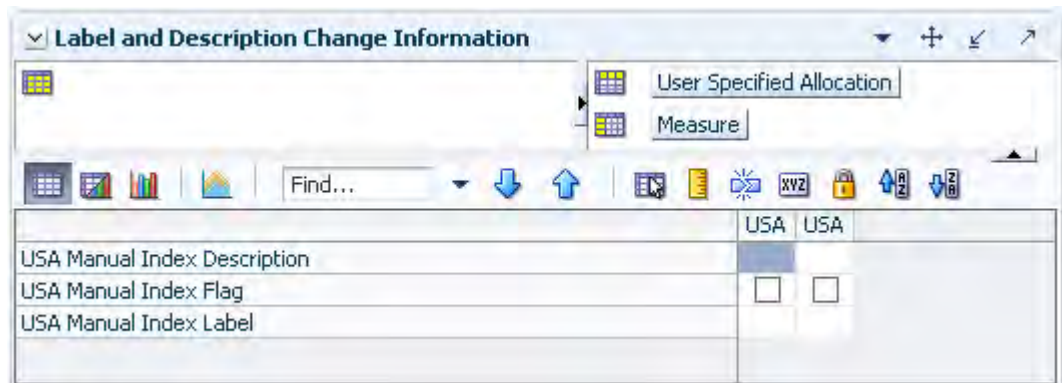 Label and Description Change Information
User Specified Allocation
Measure
Find...
XYZ
USA USA
USA Manual Index Description
USA Manual Index Flag
USA Manual Index Label